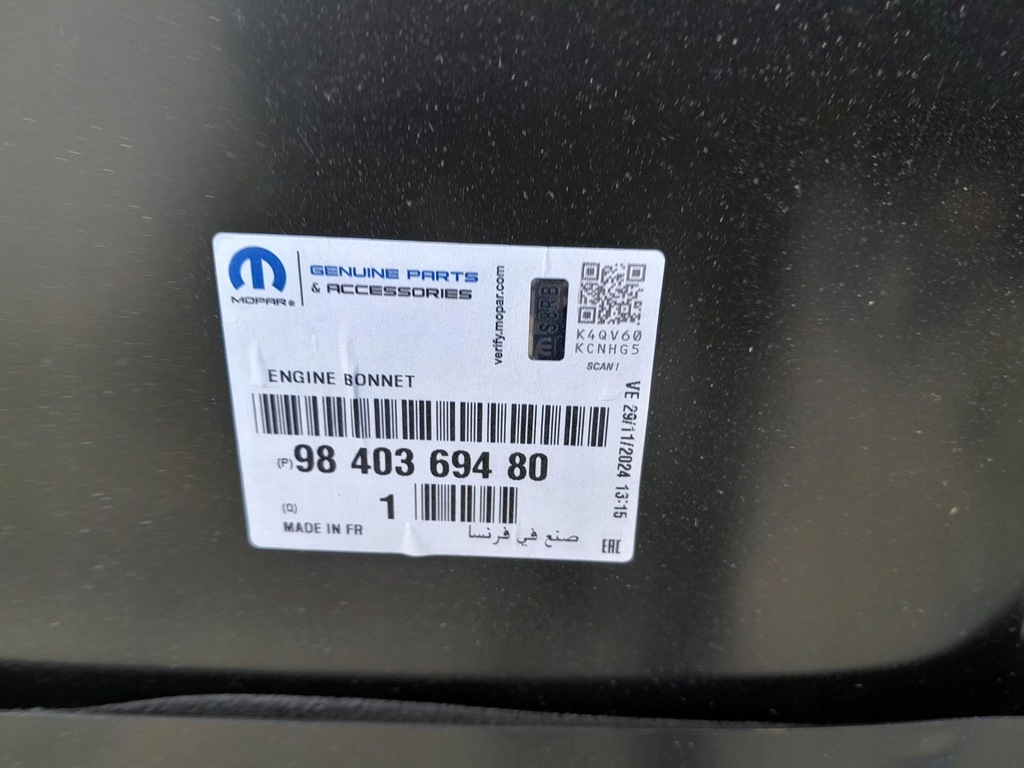 MOPAR®
GENUINE PARTS
& ACCESSORIES
verify.mopar.com
S8RB
K4QV60
KCNHG5
SCAN!
ENGINE BONNET
VE 29/11/2024 13:15
(P) 98 403 694 80
(Q) 1
MADE IN FR
صنع في فرنسا
EAC